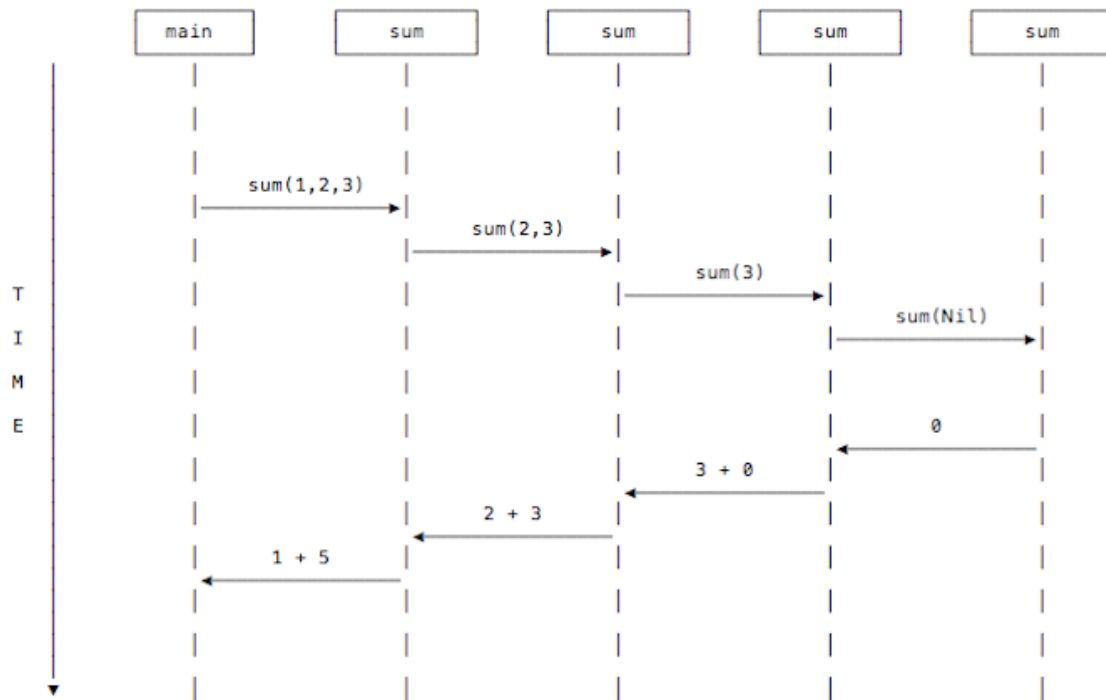 main sum sum sum sum
sum(1,2,3)
sum(2,3)
sum(3)
T
sum(Nil)
I
M
E
0
3 + 0
2 + 3
1 + 5